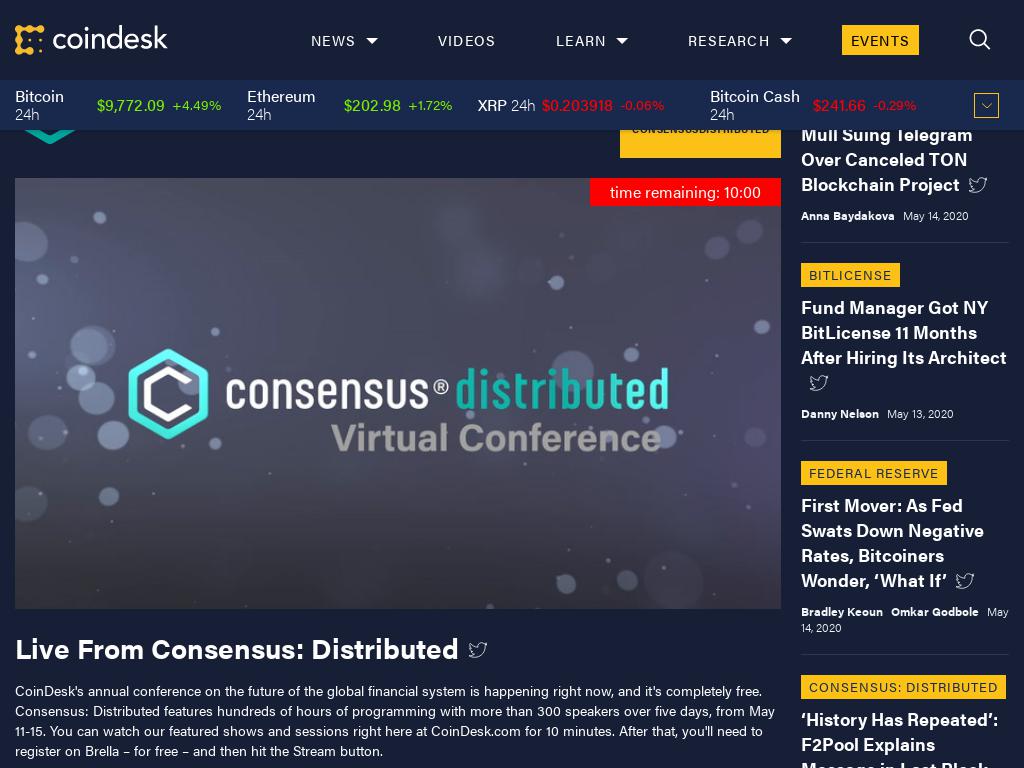 coindesk
NEWS
VIDEOS
LEARN
RESEARCH
EVENTS
Bitcoin
24h
$9,772.09 +4.49%
Ethereum
24h
$202.98 +1.72%
XRP 24h $0.203918 -0.06%
Bitcoin Cash
24h
$241.66 -0.29%
CONSENSUSDISTRIBUTED
time remaining: 10:00
consensus® distributed
Virtual Conference
Live From Consensus: Distributed
CoinDesk's annual conference on the future of the global financial system is happening right now, and it's completely free.
Consensus: Distributed features hundreds of hours of programming with more than 300 speakers over five days, from May
11-15. You can watch our featured shows and sessions right here at CoinDesk.com for 10 minutes. After that, you'll need to
register on Brella – for free – and then hit the Stream button.
Mull Suing Telegram
Over Canceled TON
Blockchain Project
Anna Baydakova May 14, 2020
BITLICENSE
Fund Manager Got NY
BitLicense 11 Months
After Hiring Its Architect
Danny Nelson May 13, 2020
FEDERAL RESERVE
First Mover: As Fed
Swats Down Negative
Rates, Bitcoiners
Wonder, ‘What If’
Bradley Keoun Omkar Godbole May
14, 2020
CONSENSUS: DISTRIBUTED
‘History Has Repeated’:
F2Pool Explains
Message in Last Block